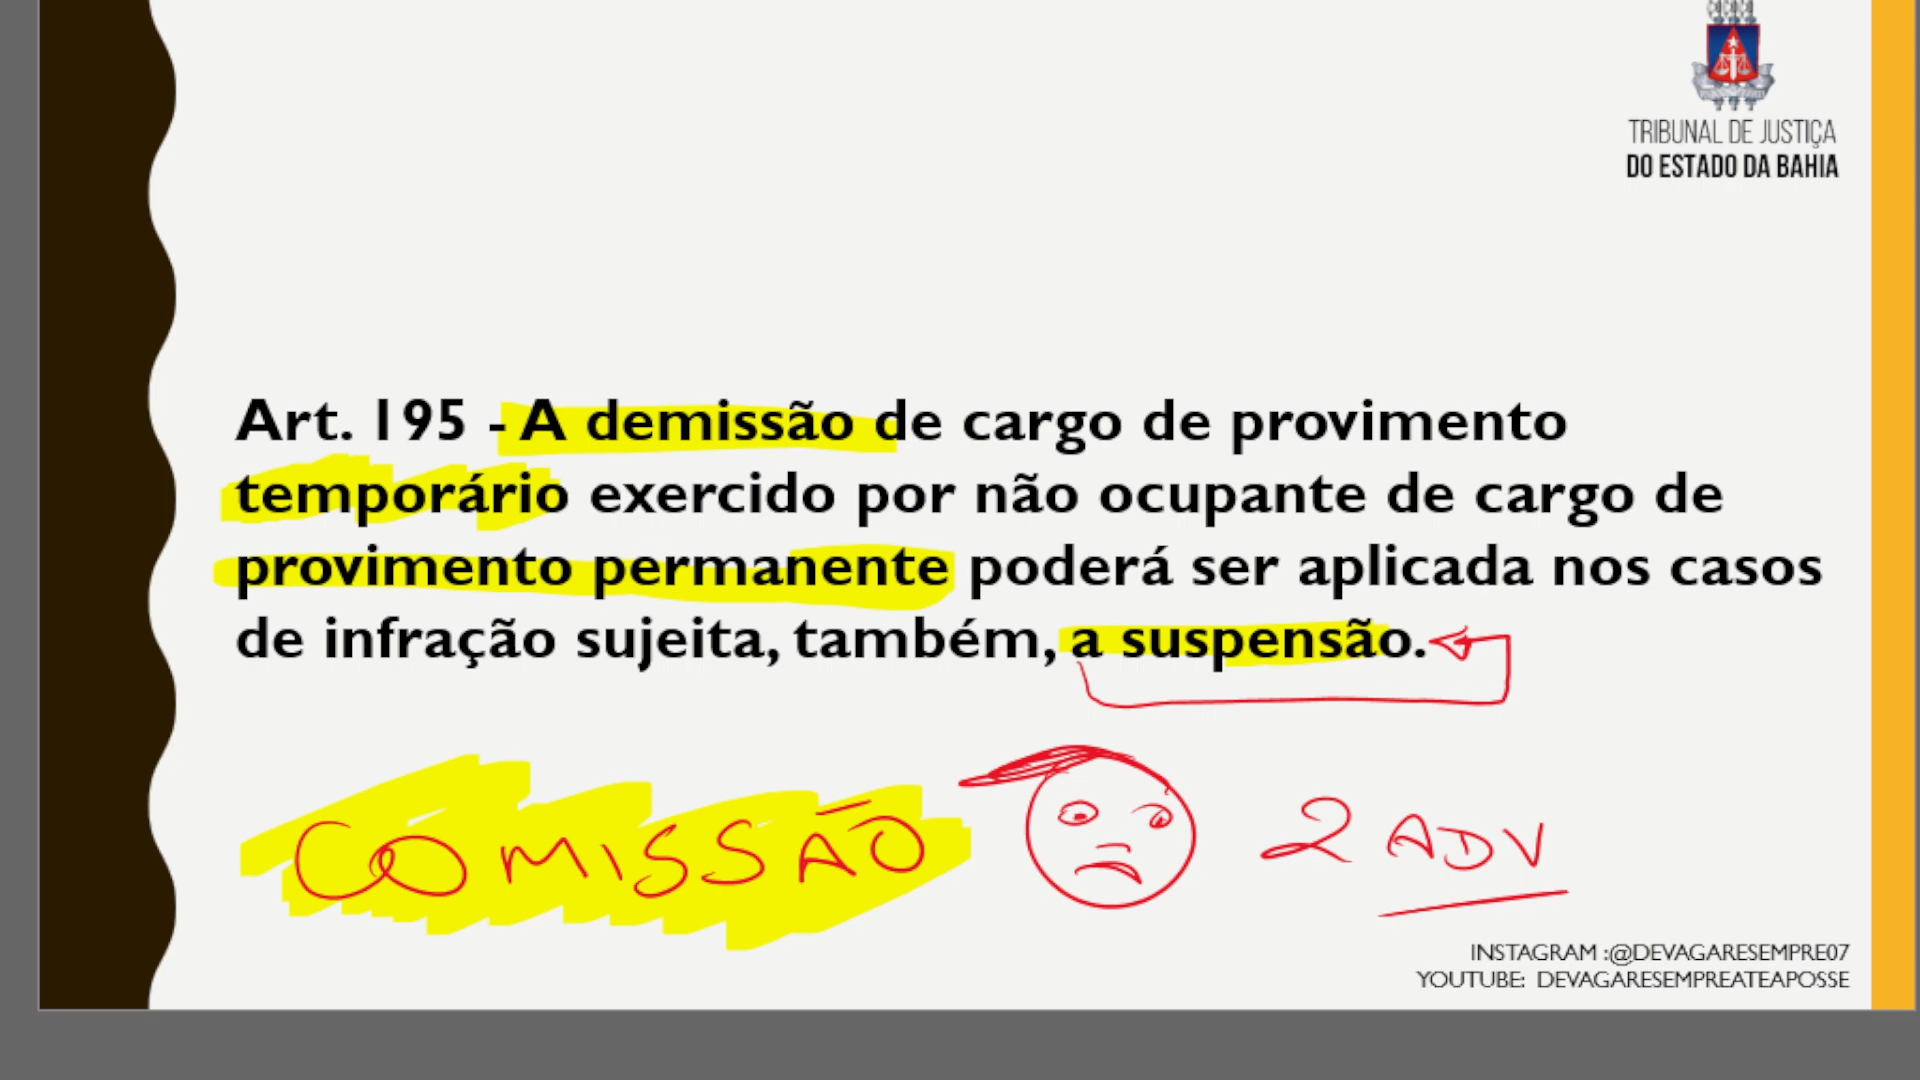 TRIBUNAL DE JUSTIÇA
DO ESTADO DA BAHIA
Art. 195 - A demissão de cargo de provimento
temporário exercido por não ocupante de cargo de
provimento permanente poderá ser aplicada nos casos
de infração sujeita, também, a suspensão.
COMISSÃO 2 ADV
INSTAGRAM :@DEVAGARESEMPRE07
YOUTUBE: DEVAGARESEMPREATEAPOSSE